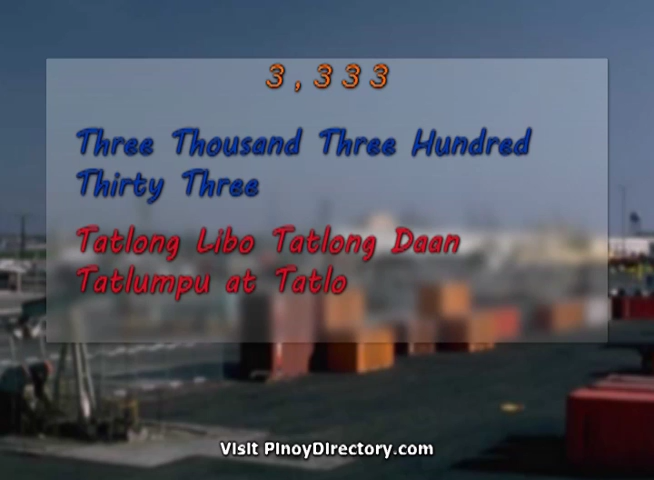 3,333
Three Thousand Three Hundred
Thirty Three
Tatlong Libo Tatlong Daan
Tatlumpu at Tatlo
Visit PinoyDirectory.com